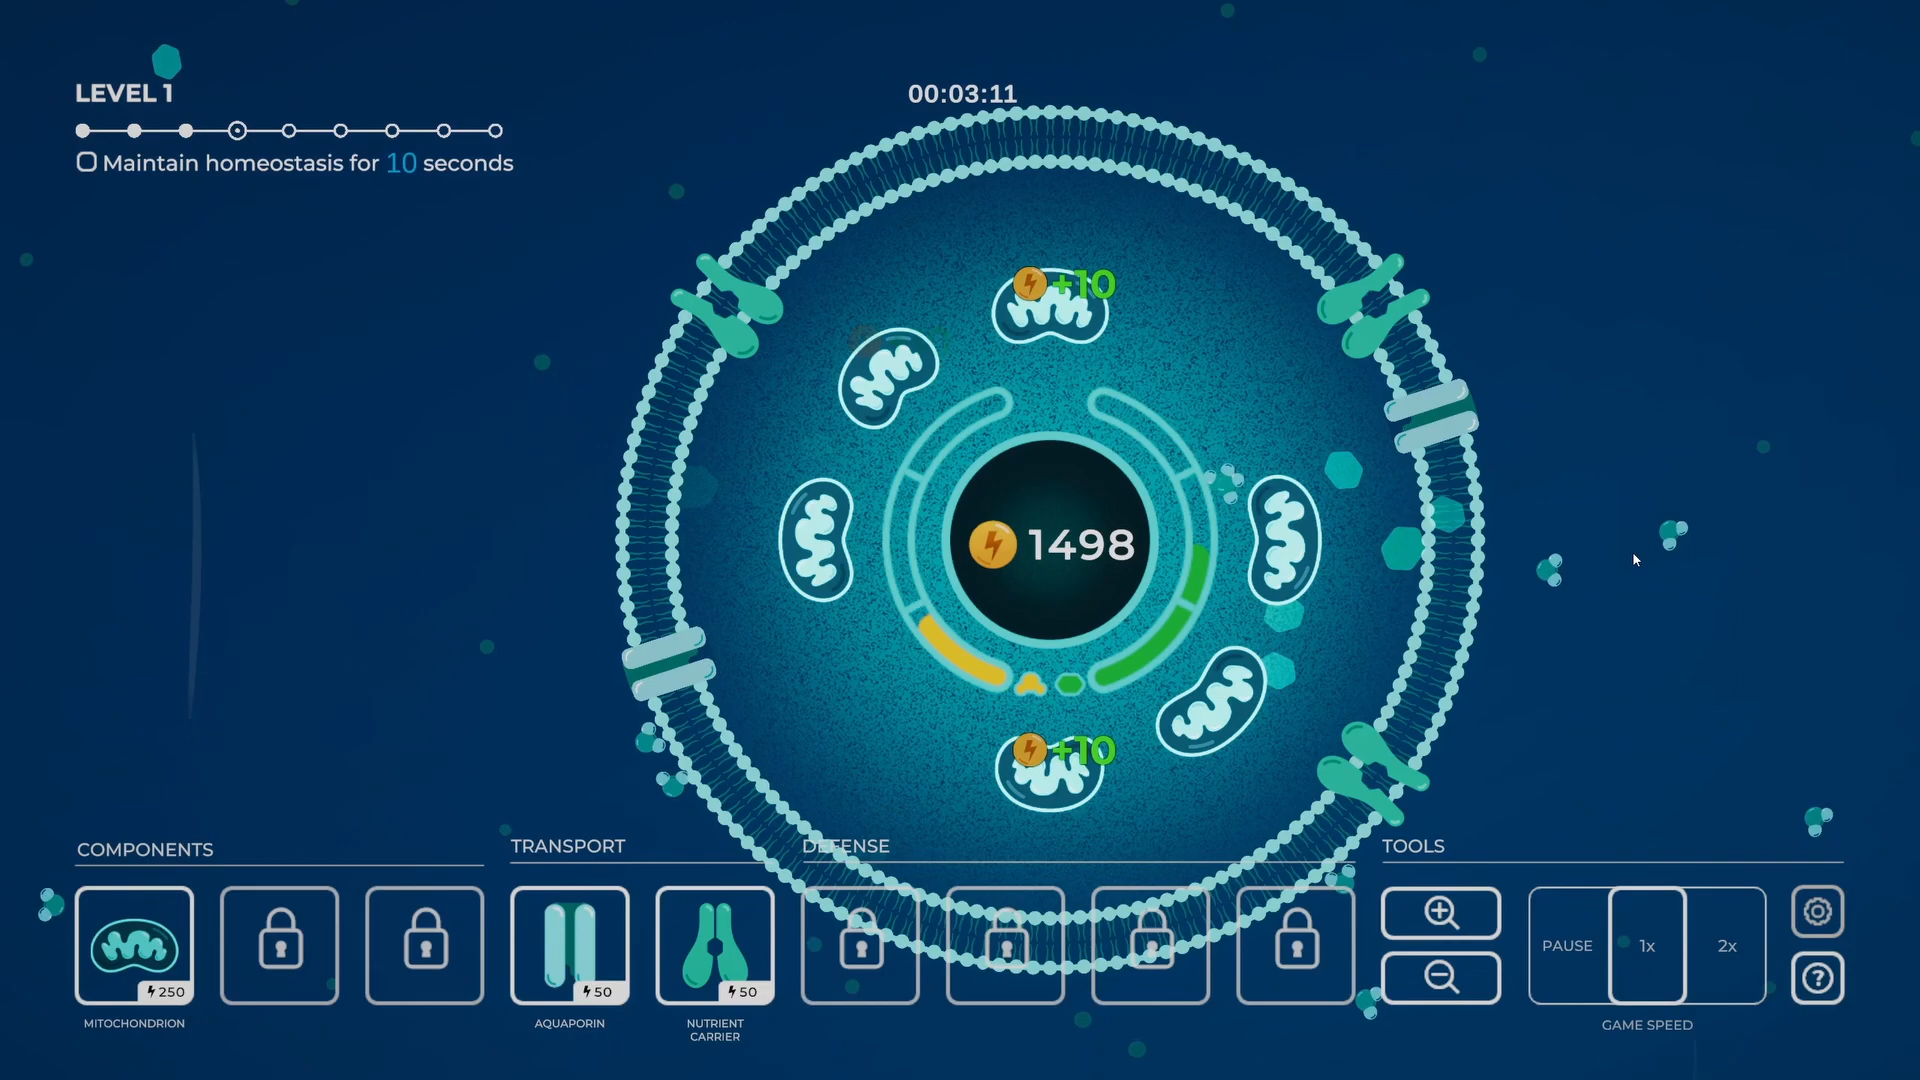 LEVEL 1
00:03:11
Maintain homeostasis for 10 seconds
+10
1498
+10
COMPONENTS
TRANSPORT
DEFENSE
TOOLS
250
50
50
PAUSE
1x
2x
?
MITOCHONDRION
AQUAPORIN
NUTRIENT
CARRIER
GAME SPEED